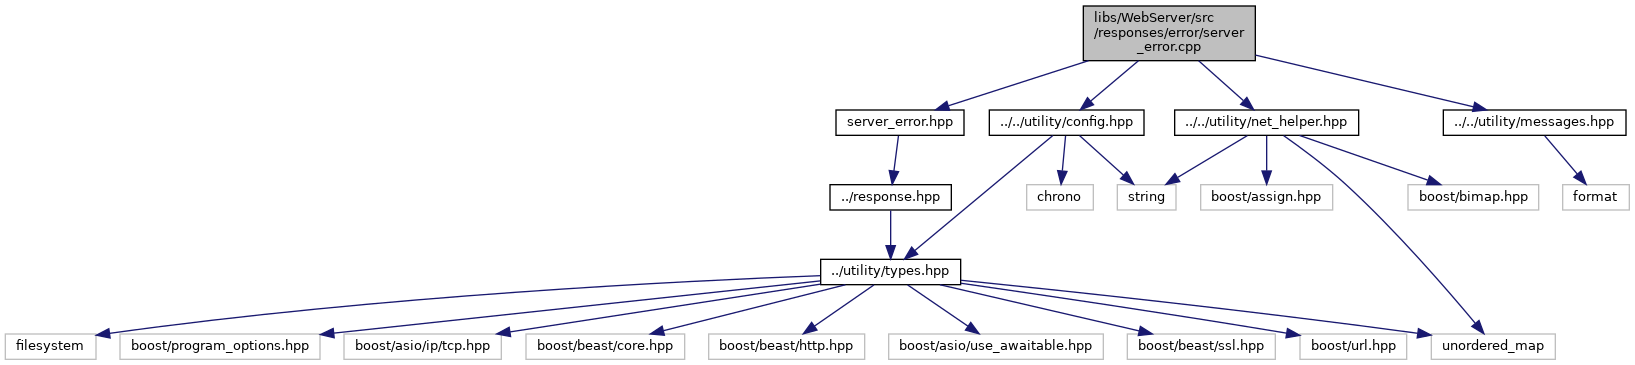 libs/WebServer/src
/responses/error/server
_error.cpp
server_error.hpp
../../utility/config.hpp
../../utility/net_helper.hpp
../../utility/messages.hpp
../response.hpp
chrono
string
boost/assign.hpp
boost/bimap.hpp
format
../utility/types.hpp
filesystem
boost/program_options.hpp
boost/asio/ip/tcp.hpp
boost/beast/core.hpp
boost/beast/http.hpp
boost/asio/use_awaitable.hpp
boost/beast/ssl.hpp
boost/url.hpp
unordered_map